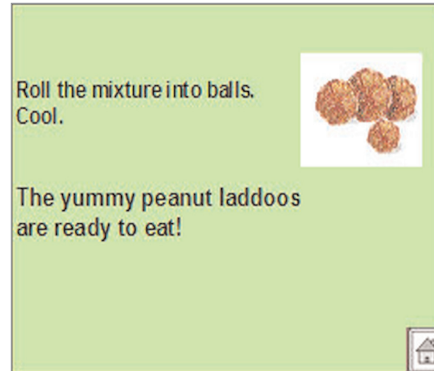 Roll the mixture into balls.
Cool.
The yummy peanut laddoos
are ready to eat!